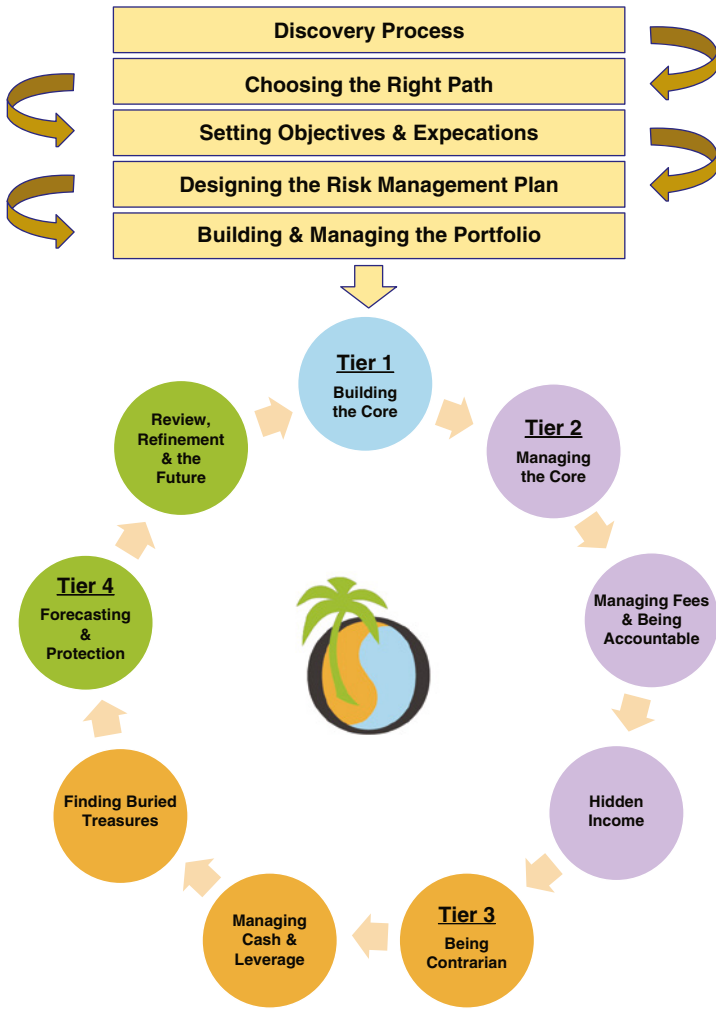 Discovery Process
Choosing the Right Path
Setting Objectives & Expecations
Designing the Risk Management Plan
Building & Managing the Portfolio
Tier 1
Building
the Core
Tier 2
Managing
the Core
Managing Fees
& Being
Accountable
Hidden
Income
Tier 3
Being
Contrarian
Managing
Cash &
Leverage
Finding Buried
Treasures
Tier 4
Forecasting
&
Protection
Review,
Refinement
& the
Future